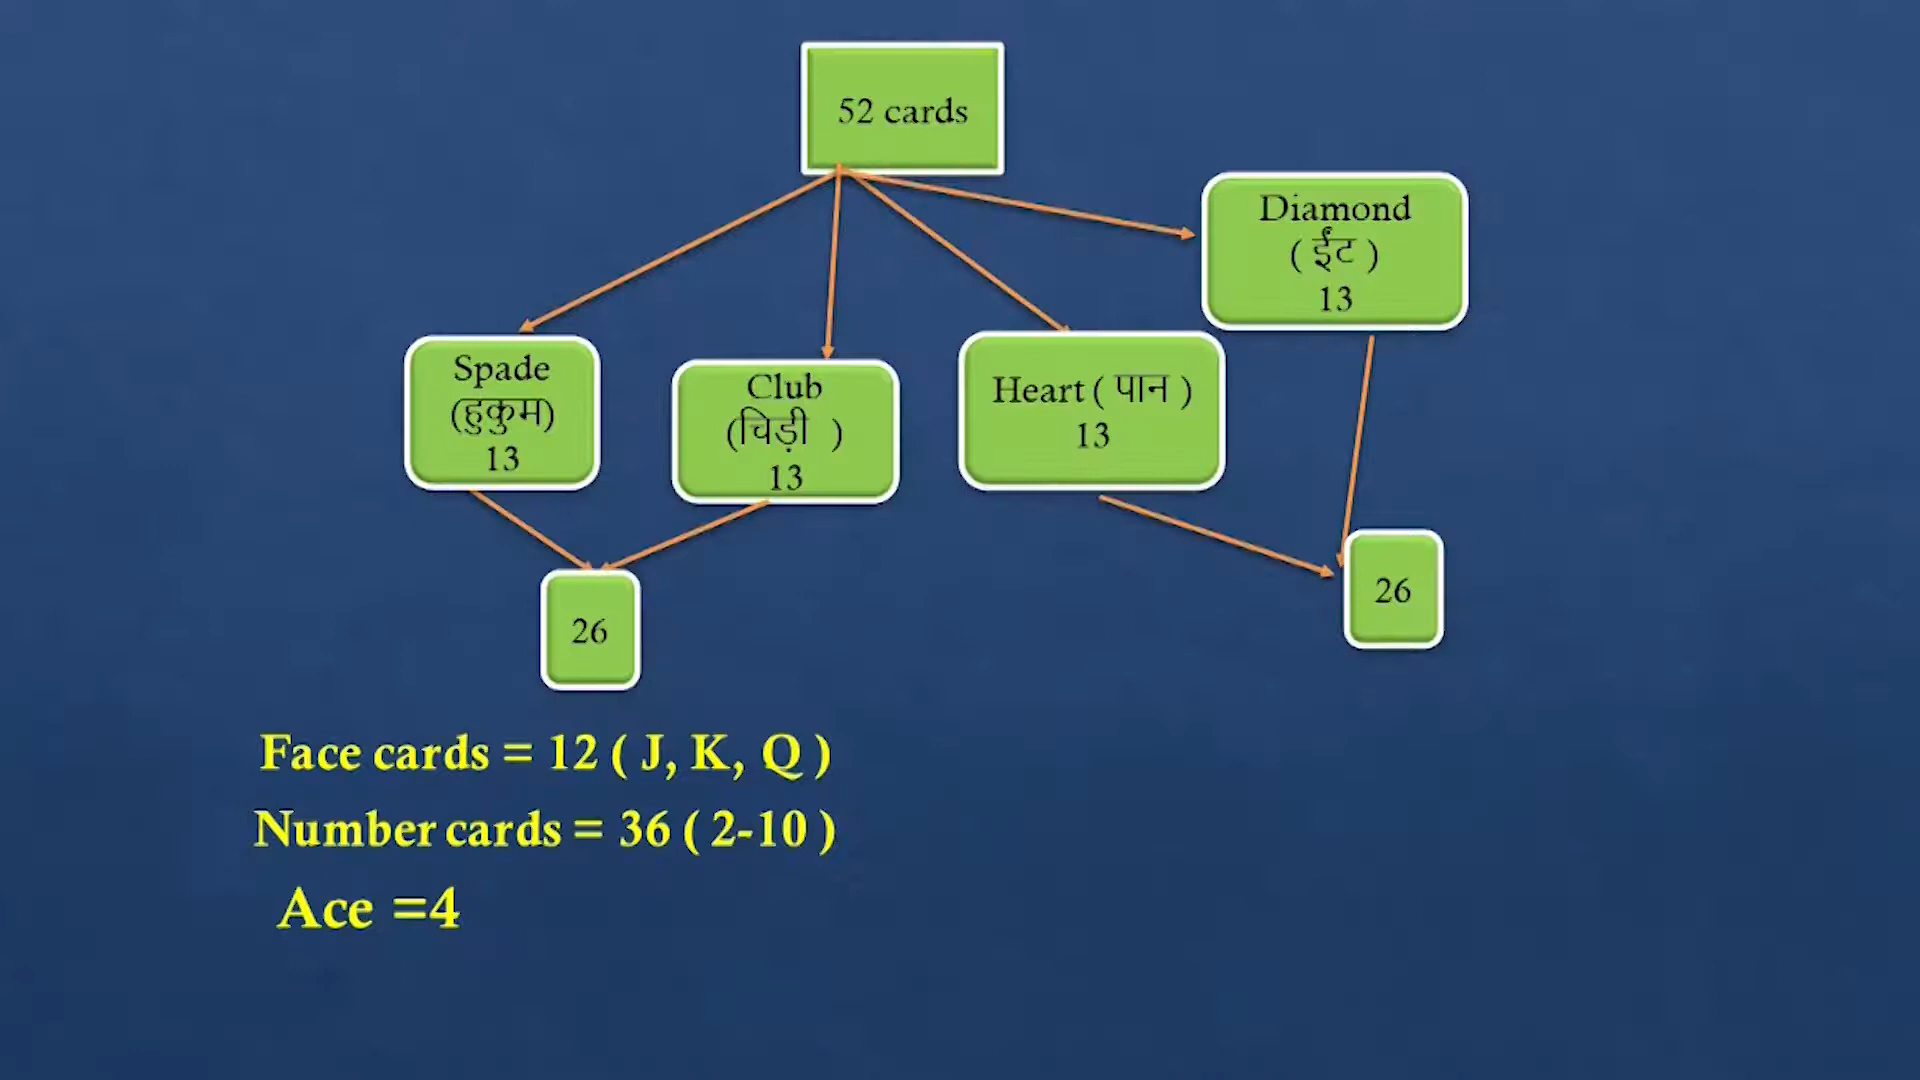 52 cards
Diamond
( ईंट )
13
Spade
(हुकुम)
13
Club
(चिड़ी )
13
Heart ( पान )
13
26
26
Face cards = 12 ( J, K, Q )
Number cards = 36 ( 2-10 )
Ace =4